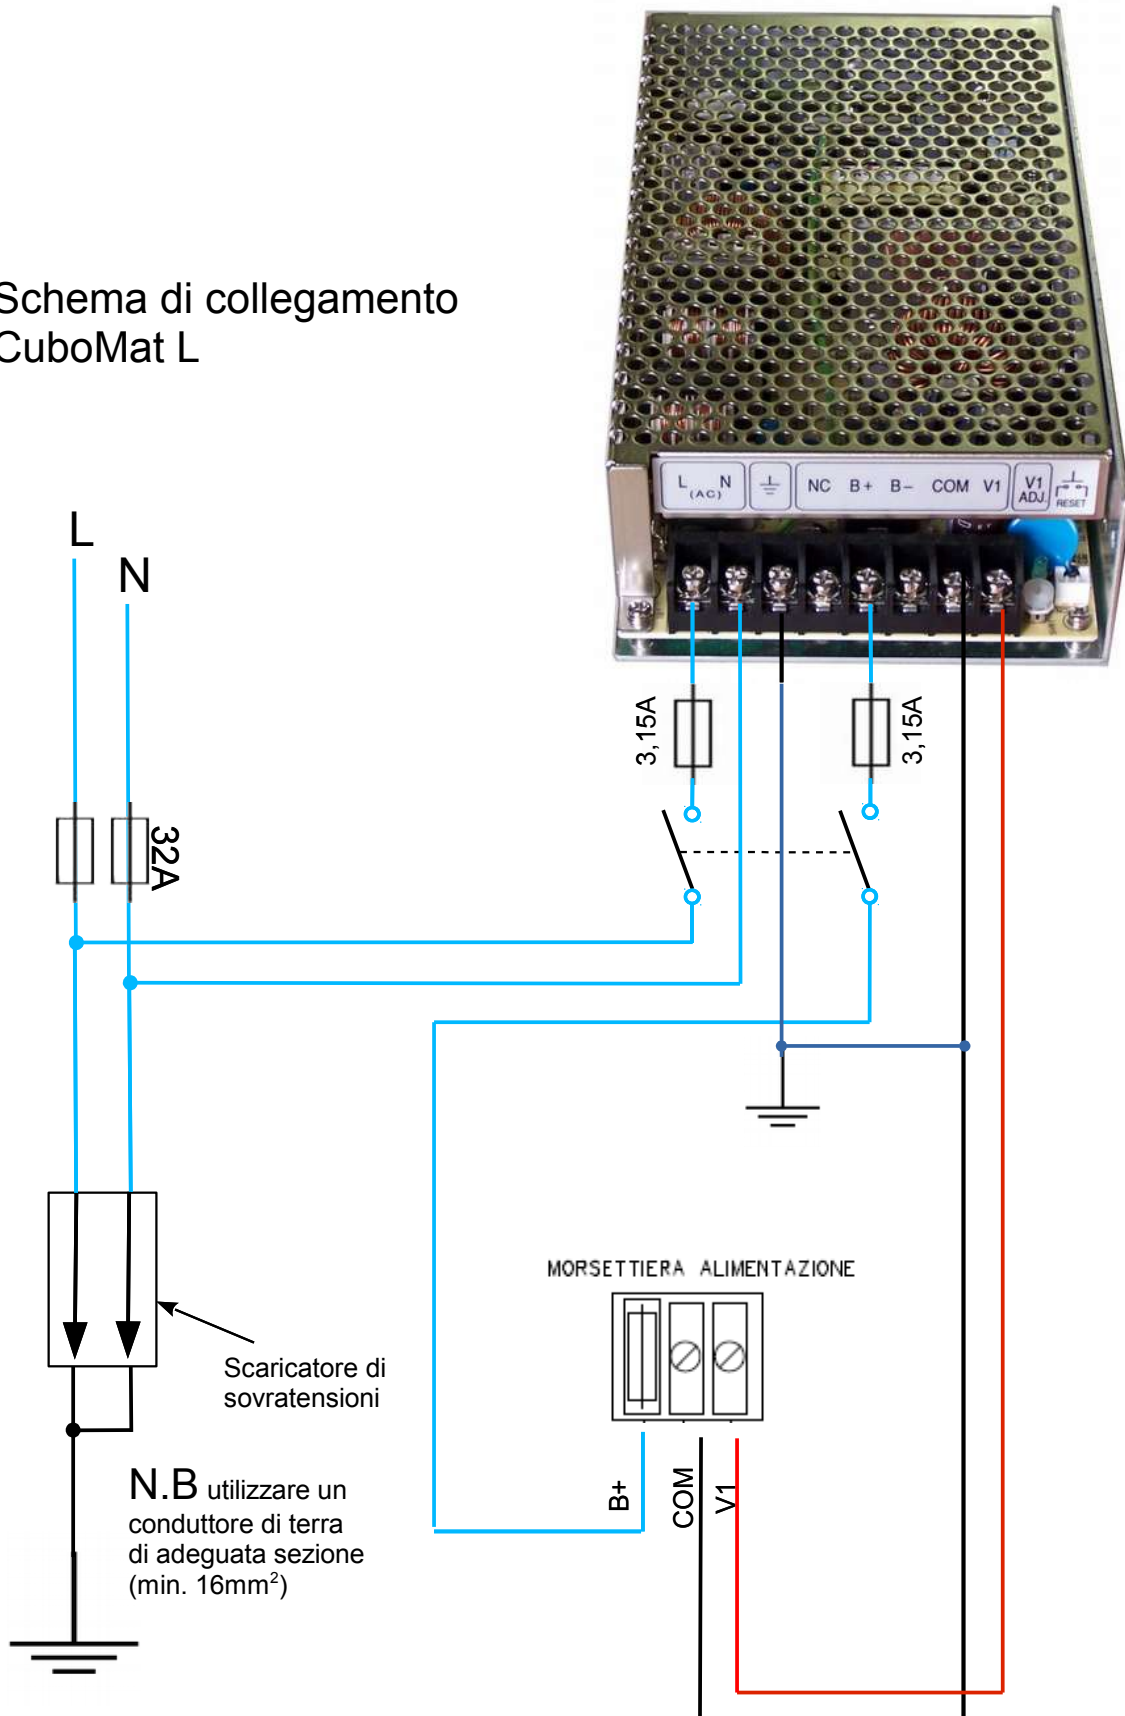 Schema di collegamento
CuboMat L
L (AC) N NC B+ B- COM V1 V1 ADJ. RESET
L
N
3,15A
3,15A
32A
MORSETTIERA ALIMENTAZIONE
Scaricatore di
sovratensioni
B+
COM
V1
N.B utilizzare un
conduttore di terra
di adeguata sezione
(min. 16mm²)